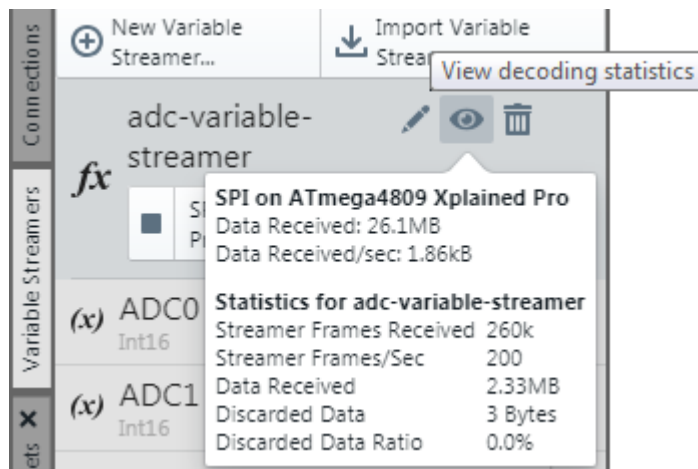 Connections
Variable Streamers
New Variable
Streamer...
Import Variable
View decoding statistics
adc-variable-
streamer
fx
SPI on ATmega4809 Xplained Pro
Data Received: 26.1MB
Data Received/sec: 1.86kB
Statistics for adc-variable-streamer
Streamer Frames Received 260k
Streamer Frames/Sec 200
Data Received 2.33MB
Discarded Data 3 Bytes
Discarded Data Ratio 0.0%
(x) ADC0
Int16
(x) ADC1
Int16